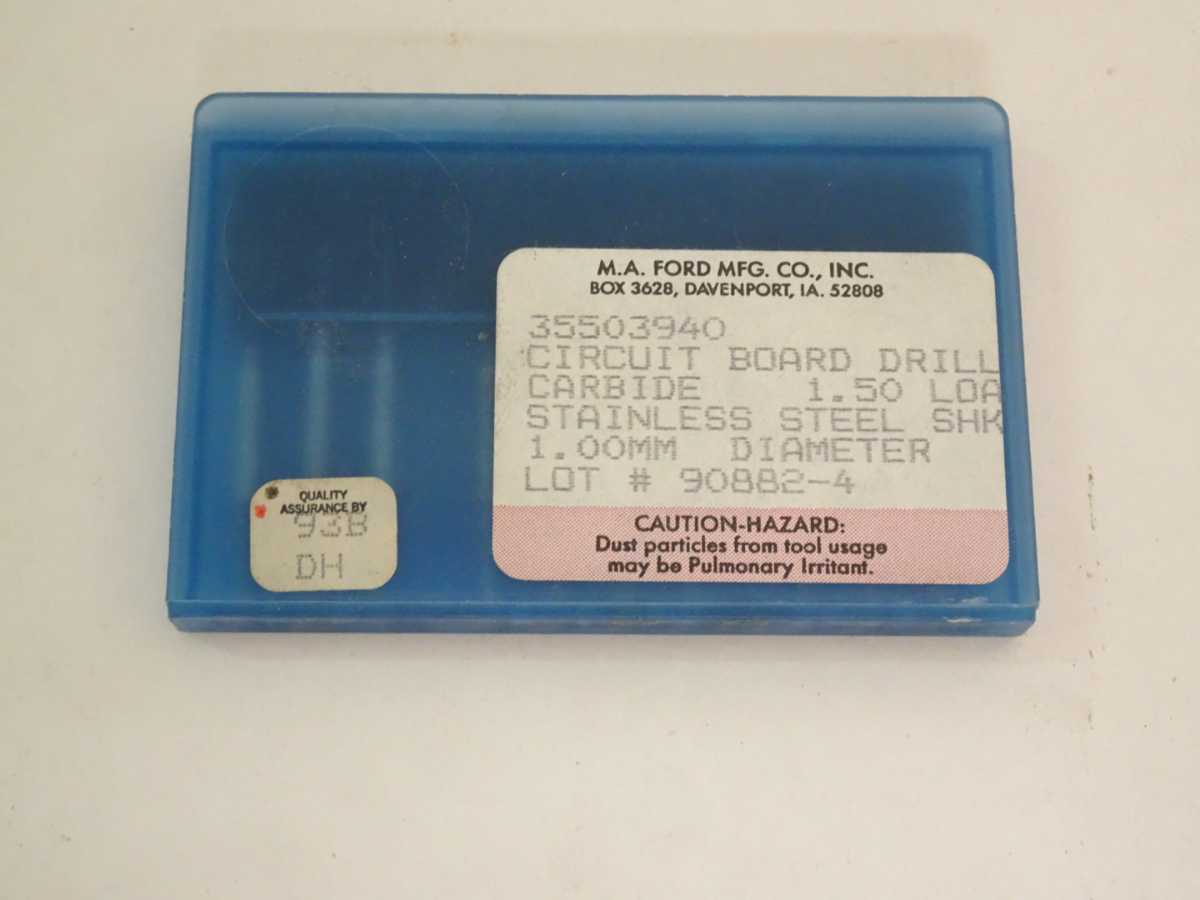 M.A. FORD MFG. CO., INC.
BOX 3628, DAVENPORT, IA. 52808
35503940
CIRCUIT BOARD DRILL
CARBIDE 1.50 LOA
STAINLESS STEEL SHK
1.00MM DIAMETER
LOT # 90882-4
CAUTION-HAZARD:
Dust particles from tool usage
may be Pulmonary Irritant.
QUALITY
ASSURANCE BY
93B
DH